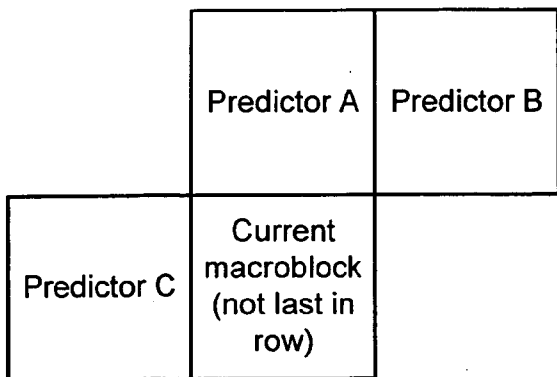 Predictor A
Predictor B
Predictor C
Current
macroblock
(not last in
row)